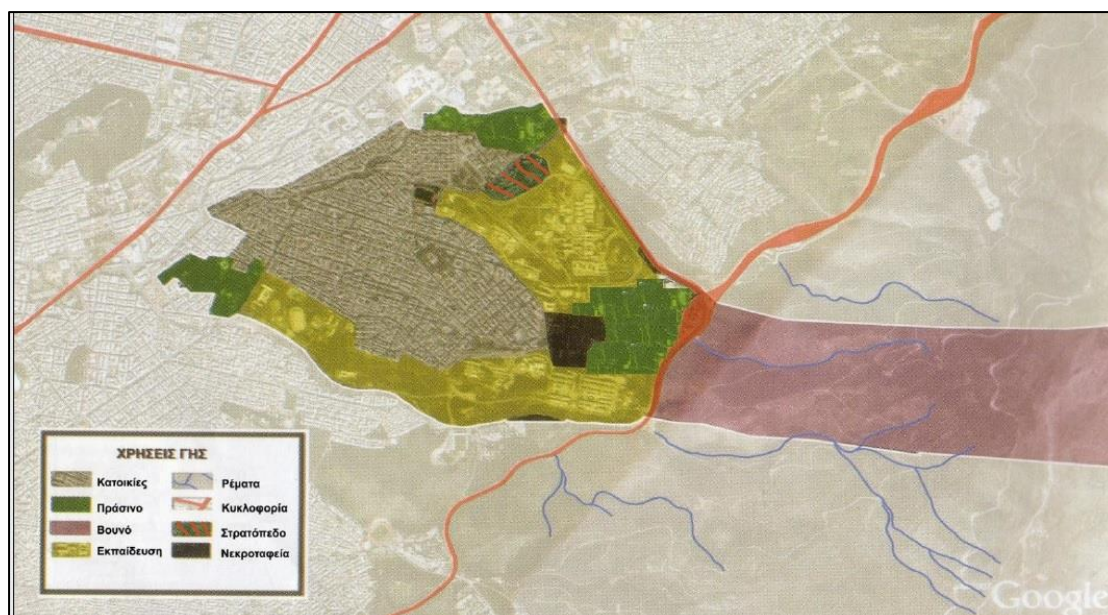 ΧΡΗΣΕΙΣ ΓΗΣ
Κατοικίες
Πράσινο
Βουνό
Εκπαίδευση
Ρέματα
Κυκλοφορία
Στρατόπεδο
Νεκροταφεία
Google